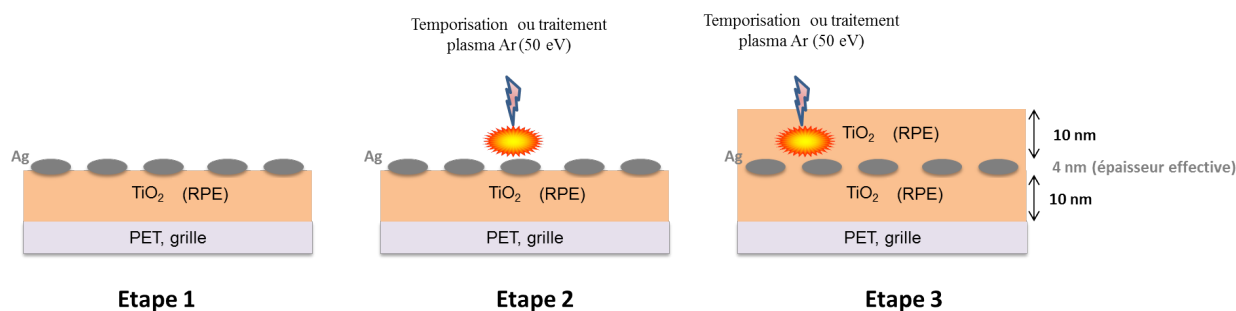 Temporisation ou traitement
plasma Ar (50 eV)
Temporisation ou traitement
plasma Ar (50 eV)
Ag
TiO₂ (RPE)
PET, grille
Etape 1
Ag
TiO₂ (RPE)
PET, grille
Etape 2
TiO₂ (RPE)
10 nm
Ag
4 nm (épaisseur effective)
TiO₂ (RPE)
10 nm
PET, grille
Etape 3